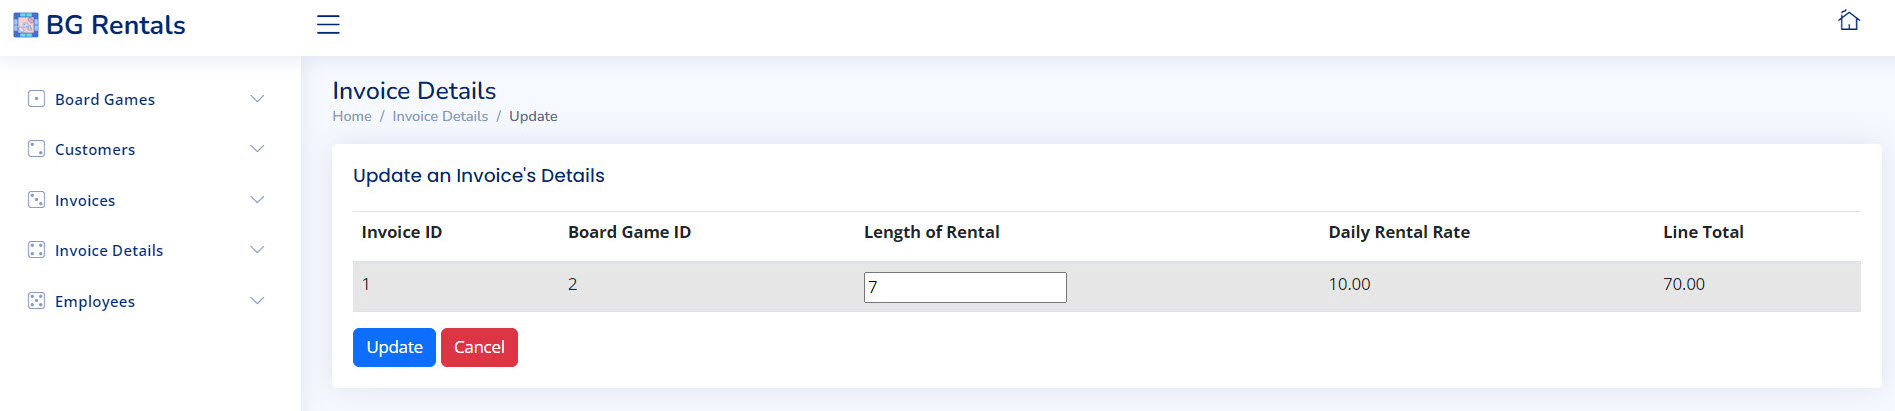 BG Rentals
Board Games
Customers
Invoices
Invoice Details
Employees
Invoice Details
Home / Invoice Details / Update
Update an Invoice's Details
Invoice ID Board Game ID Length of Rental Daily Rental Rate Line Total
1 2 7 10.00 70.00
Update Cancel